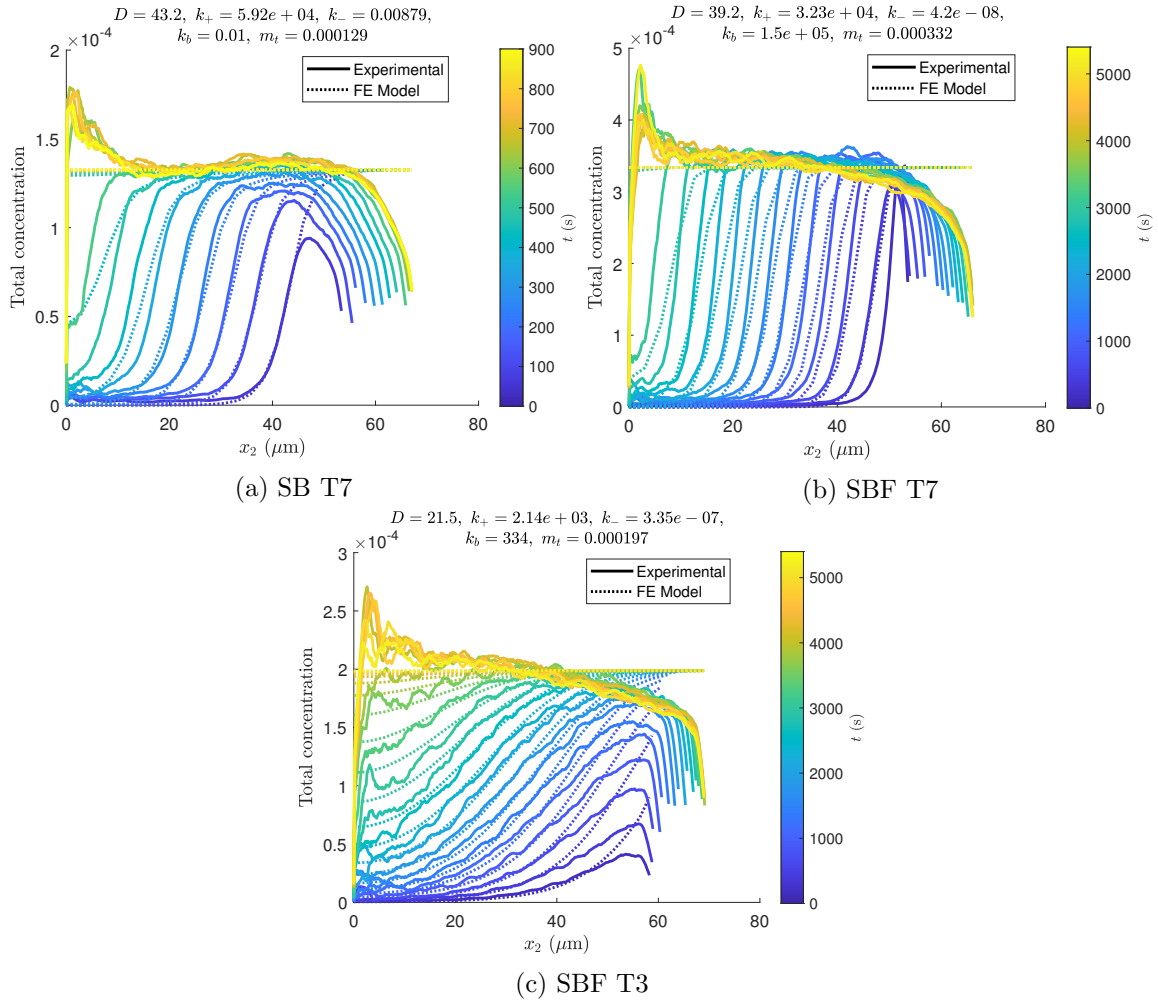 D = 43.2, k₊ = 5.92e + 04, k₋ = 0.00879,
k_b = 0.01, m_t = 0.000129
×10⁻⁴
2
1.5
1
0.5
0
Total concentration
0 20 40 60 80
x₂ (μm)
Experimental
FE Model
900
800
700
600
500
400
300
200
100
0
t (s)
(a) SB T7
D = 39.2, k₊ = 3.23e + 04, k₋ = 4.2e − 08,
k_b = 1.5e + 05, m_t = 0.000332
×10⁻⁴
5
4
3
2
1
0
Total concentration
0 20 40 60 80
x₂ (μm)
Experimental
FE Model
5000
4000
3000
2000
1000
0
t (s)
(b) SBF T7
D = 21.5, k₊ = 2.14e + 03, k₋ = 3.35e − 07,
k_b = 334, m_t = 0.000197
×10⁻⁴
3
2.5
2
1.5
1
0.5
0
Total concentration
0 20 40 60 80
x₂ (μm)
Experimental
FE Model
5000
4000
3000
2000
1000
0
t (s)
(c) SBF T3